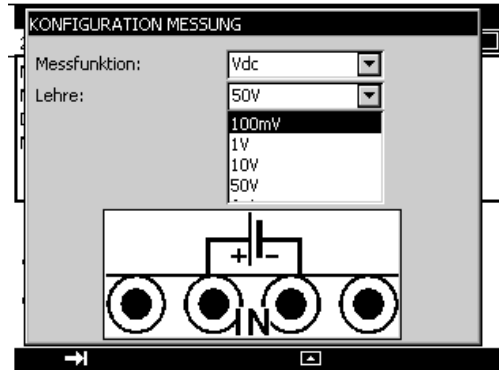 KONFIGURATION MESSUNG
Messfunktion: Vdc
Lehre: 50V
100mV
1V
10V
50V
+ -
IN